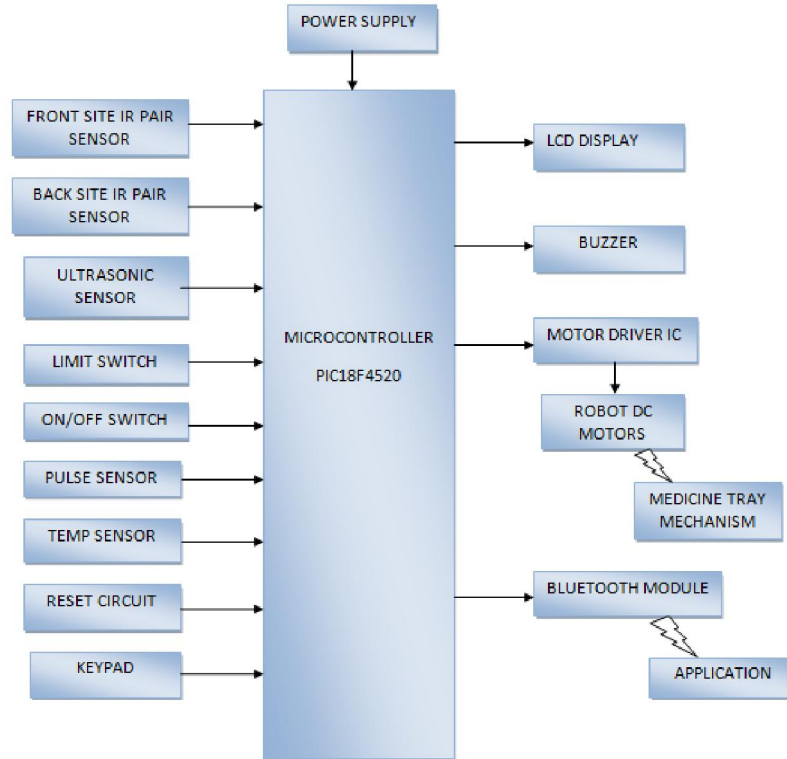 POWER SUPPLY
FRONT SITE IR PAIR
SENSOR
BACK SITE IR PAIR
SENSOR
ULTRASONIC
SENSOR
LIMIT SWITCH
ON/OFF SWITCH
PULSE SENSOR
TEMP SENSOR
RESET CIRCUIT
KEYPAD
MICROCONTROLLER
PIC18F4520
LCD DISPLAY
BUZZER
MOTOR DRIVER IC
ROBOT DC
MOTORS
MEDICINE TRAY
MECHANISM
BLUETOOTH MODULE
APPLICATION